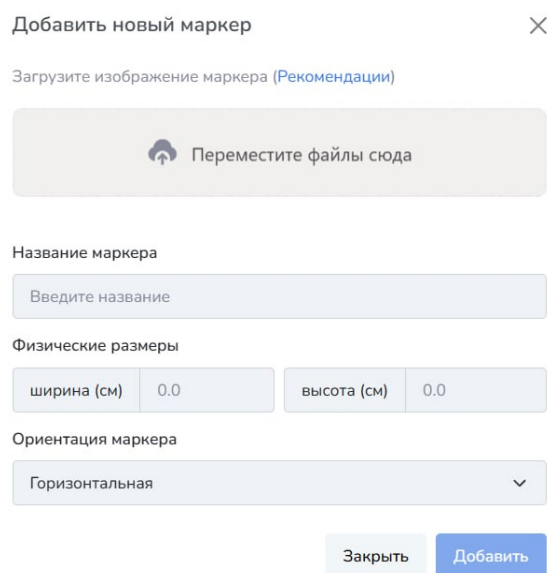 Добавить новый маркер
Загрузите изображение маркера (Рекомендации)
Переместите файлы сюда
Название маркера
Введите название
Физические размеры
ширина (см) 0.0 высота (см) 0.0
Ориентация маркера
Горизонтальная
Закрыть Добавить